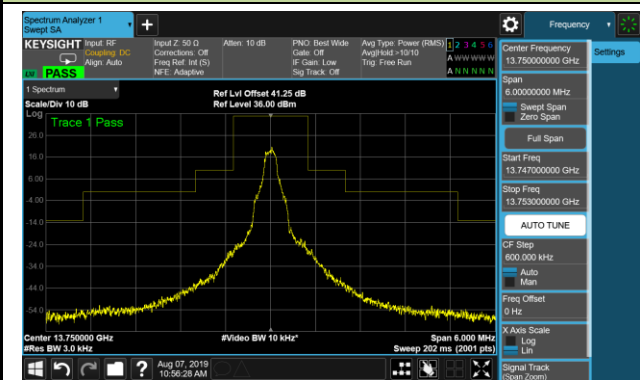 Spectrum Analyzer 1
Swept SA
+
Frequency
KEYSIGHT
Input: RF
Coupling: DC
Align: Auto
Input Z: 50 Ω
Corrections: Off
Freq Ref: Int (S)
NFE: Adaptive
Atten: 10 dB
PNO: Best Wide
Gate: Off
IF Gain: Low
Sig Track: Off
Avg Type: Power (RMS)
Avg|Hold:>10/10
Trig: Free Run
1 2 3 4 5 6
A W W W W W
A N N N N N
PASS
1 Spectrum
Scale/Div 10 dB
Ref Lvl Offset 41.25 dB
Ref Level 36.00 dBm
Log
Trace 1 Pass
26.0
16.0
6.00
-4.00
-14.0
-24.0
-34.0
-44.0
-54.0
Center 13.750000 GHz
#Res BW 3.0 kHz
#Video BW 10 kHz*
Span 6.000 MHz
Sweep 202 ms (2001 pts)
?
Aug 07, 2019
10:56:28 AM
Center Frequency
13.750000000 GHz
Settings
Span
6.00000000 MHz
Swept Span
Zero Span
Full Span
Start Freq
13.747000000 GHz
Stop Freq
13.753000000 GHz
AUTO TUNE
CF Step
600.000 kHz
Auto
Man
Freq Offset
0 Hz
X Axis Scale
Log
Lin
Signal Track
(Span Zoom)